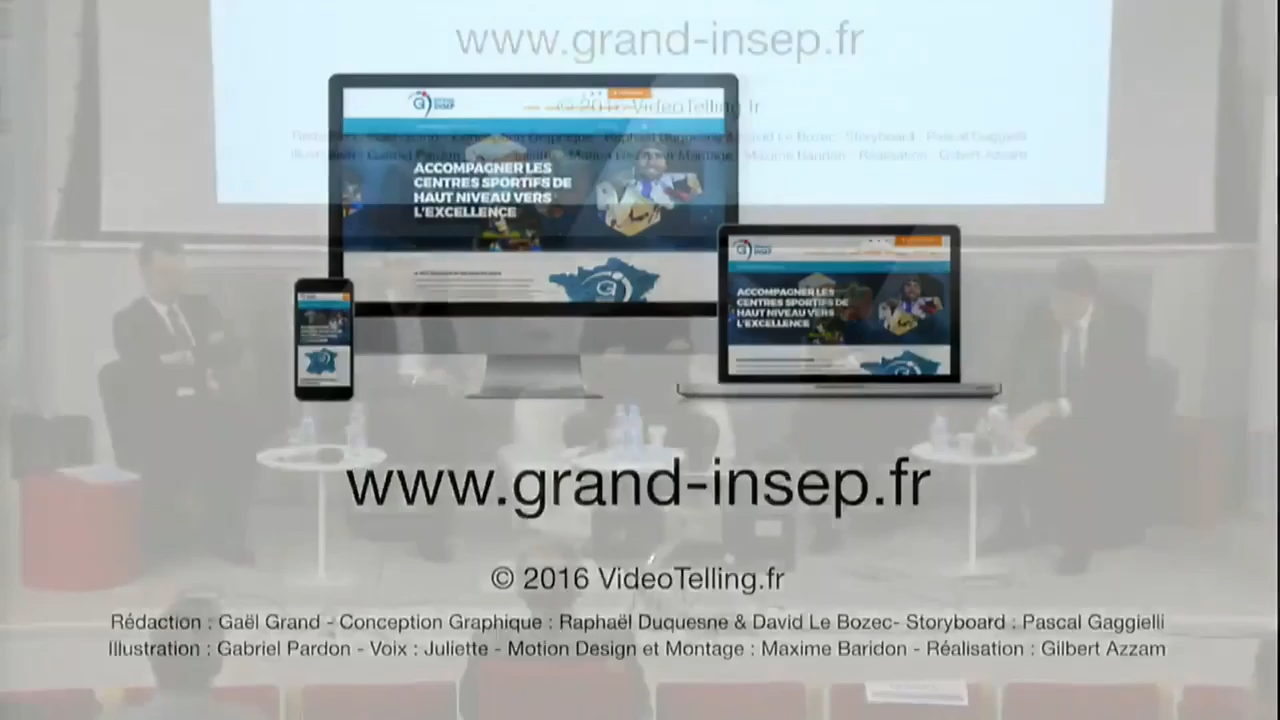 www.grand-insep.fr
GRAND
INSEP
ACCOMPAGNER LES
CENTRES SPORTIFS DE
HAUT NIVEAU VERS
L'EXCELLENCE
ACCOMPAGNER LES
CENTRES SPORTIFS DE
HAUT NIVEAU VERS
L'EXCELLENCE
www.grand-insep.fr
© 2016 VideoTelling.fr
Rédaction : Gaël Grand - Conception Graphique : Raphaël Duquesne & David Le Bozec- Storyboard : Pascal Gaggielli
Illustration : Gabriel Pardon - Voix : Juliette - Motion Design et Montage : Maxime Baridon - Réalisation : Gilbert Azzam